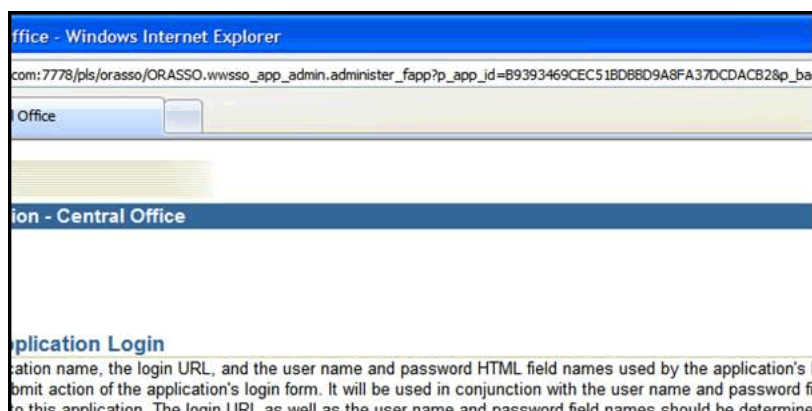 ffice - Windows Internet Explorer
com:7778/pls/orasso/ORASSO.wwsso_app_admin.administer_fapp?p_app_id=B9393469CEC51BDBBD9A8FA37DCDACB2&p_ba
l Office
ion - Central Office
plication Login
cation name, the login URL, and the user name and password HTML field names used by the application's l
bmit action of the application's login form. It will be used in conjunction with the user name and password f
to this application. The login URL as well as the user name and password field names should be determin